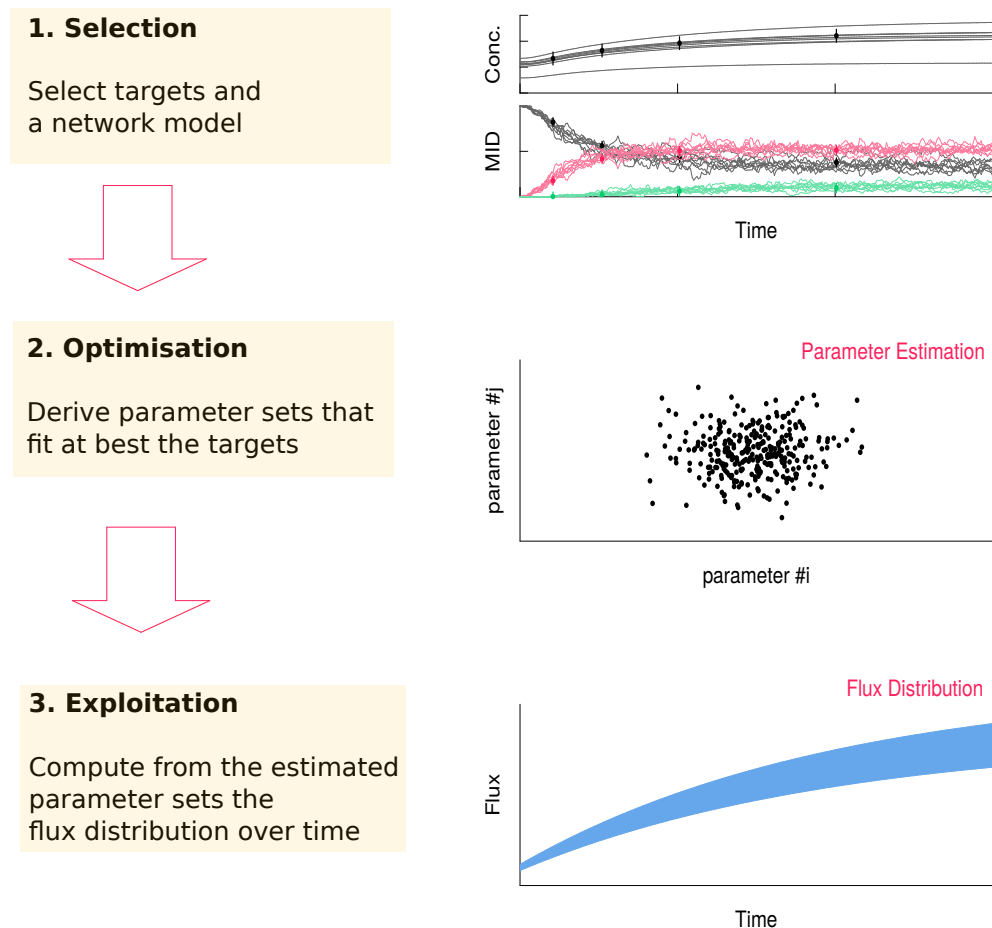 1. Selection
Select targets and
a network model
Conc.
MID
Time
2. Optimisation
Derive parameter sets that
fit at best the targets
Parameter Estimation
parameter #j
parameter #i
3. Exploitation
Compute from the estimated
parameter sets the
flux distribution over time
Flux Distribution
Flux
Time